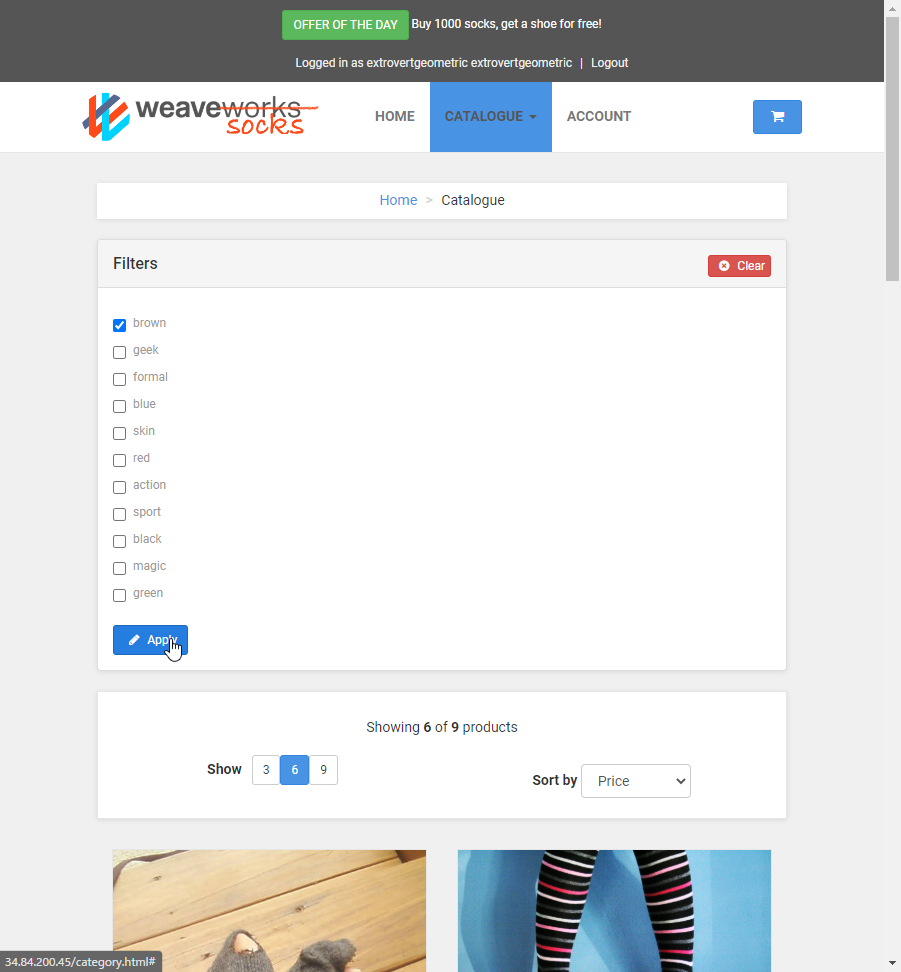 OFFER OF THE DAY Buy 1000 socks, get a shoe for free!
Logged in as extrovertgeometric extrovertgeometric | Logout
weaveworks
socks
HOME CATALOGUE ACCOUNT
Home > Catalogue
Filters Clear
brown
geek
formal
blue
skin
red
action
sport
black
magic
green
Apply
Showing 6 of 9 products
Show 3 6 9
Sort by Price
34.84.200.45/category.html#